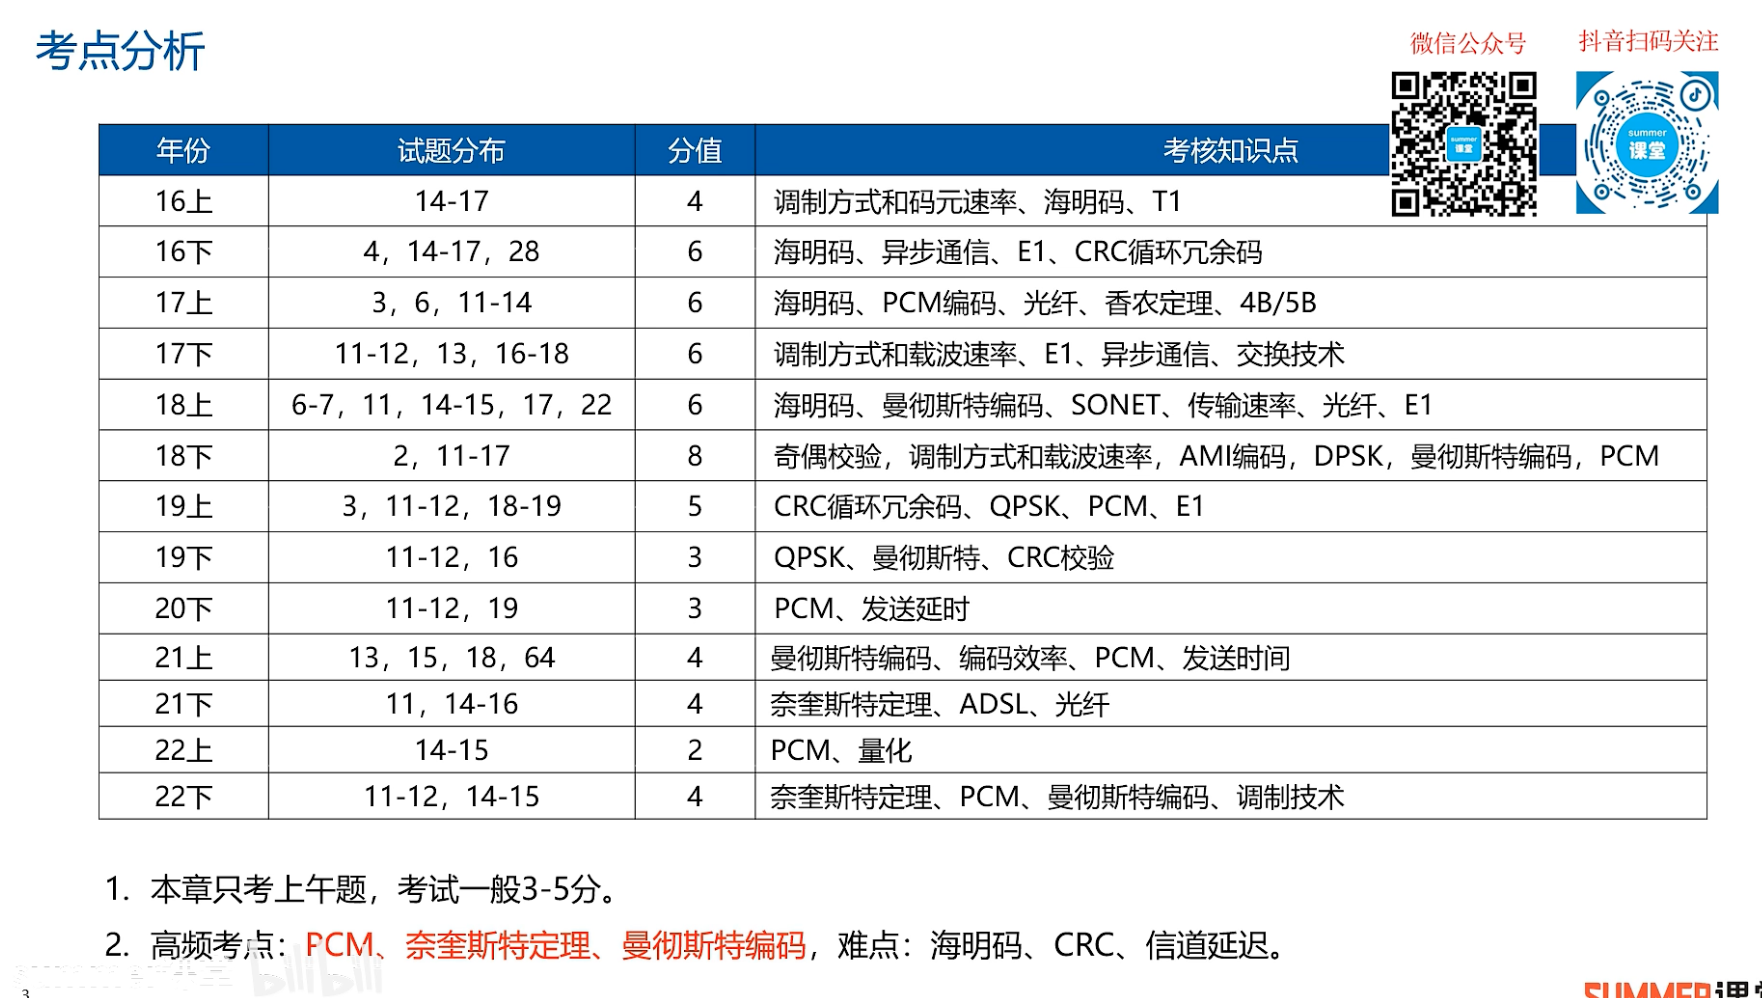 考点分析
微信公众号
抖音扫码关注
summer
课堂
summer
课堂
年份 试题分布 分值 考核知识点
16上 14-17 4 调制方式和码元速率、海明码、T1
16下 4，14-17，28 6 海明码、异步通信、E1、CRC循环冗余码
17上 3，6，11-14 6 海明码、PCM编码、光纤、香农定理、4B/5B
17下 11-12，13，16-18 6 调制方式和载波速率、E1、异步通信、交换技术
18上 6-7，11，14-15，17，22 6 海明码、曼彻斯特编码、SONET、传输速率、光纤、E1
18下 2，11-17 8 奇偶校验，调制方式和载波速率，AMI编码，DPSK，曼彻斯特编码，PCM
19上 3，11-12，18-19 5 CRC循环冗余码、QPSK、PCM、E1
19下 11-12，16 3 QPSK、曼彻斯特、CRC校验
20下 11-12，19 3 PCM、发送延时
21上 13，15，18，64 4 曼彻斯特编码、编码效率、PCM、发送时间
21下 11，14-16 4 奈奎斯特定理、ADSL、光纤
22上 14-15 2 PCM、量化
22下 11-12，14-15 4 奈奎斯特定理、PCM、曼彻斯特编码、调制技术
1. 本章只考上午题，考试一般3-5分。
2. 高频考点：PCM、奈奎斯特定理、曼彻斯特编码，难点：海明码、CRC、信道延迟。
summer课堂 bilibili
3
SUMMER课堂